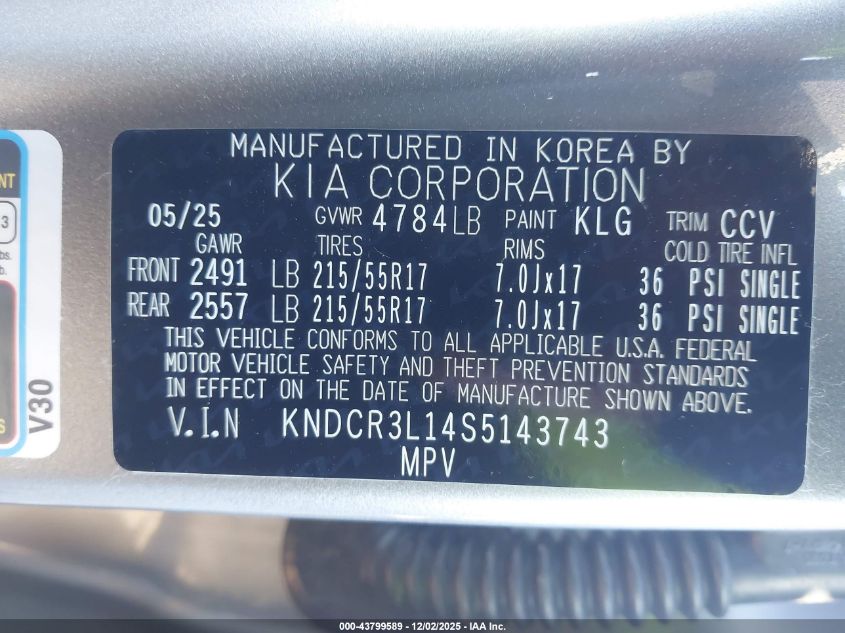 MANUFACTURED IN KOREA BY
KIA CORPORATION
05/25 GVWR 4784LB PAINT KLG TRIM CCV
GAWR TIRES RIMS COLD TIRE INFL
FRONT 2491 LB 215/55R17 7.0Jx17 36 PSI SINGLE
REAR 2557 LB 215/55R17 7.0Jx17 36 PSI SINGLE
THIS VEHICLE CONFORMS TO ALL APPLICABLE U.S.A. FEDERAL
MOTOR VEHICLE SAFETY AND THEFT PREVENTION STANDARDS
IN EFFECT ON THE DATE OF MANUFACTURE SHOWN ABOVE.
V.I.N KNDCR3L14S5143743
MPV
NT
3
lbs.
b.
S
V30
000-43799589 - 12/02/2025 - IAA Inc.